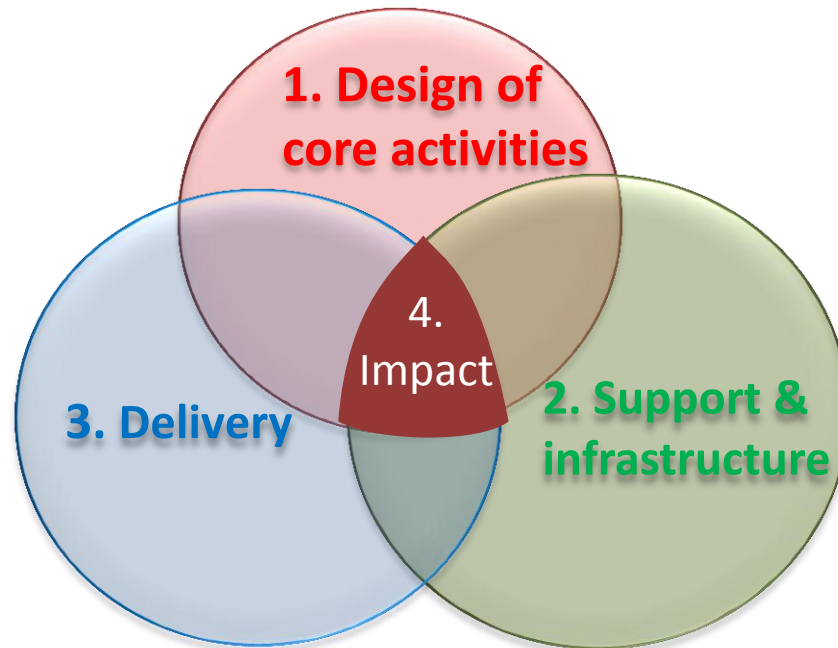 1. Design of
core activities
4.
Impact
3. Delivery
2. Support &
infrastructure